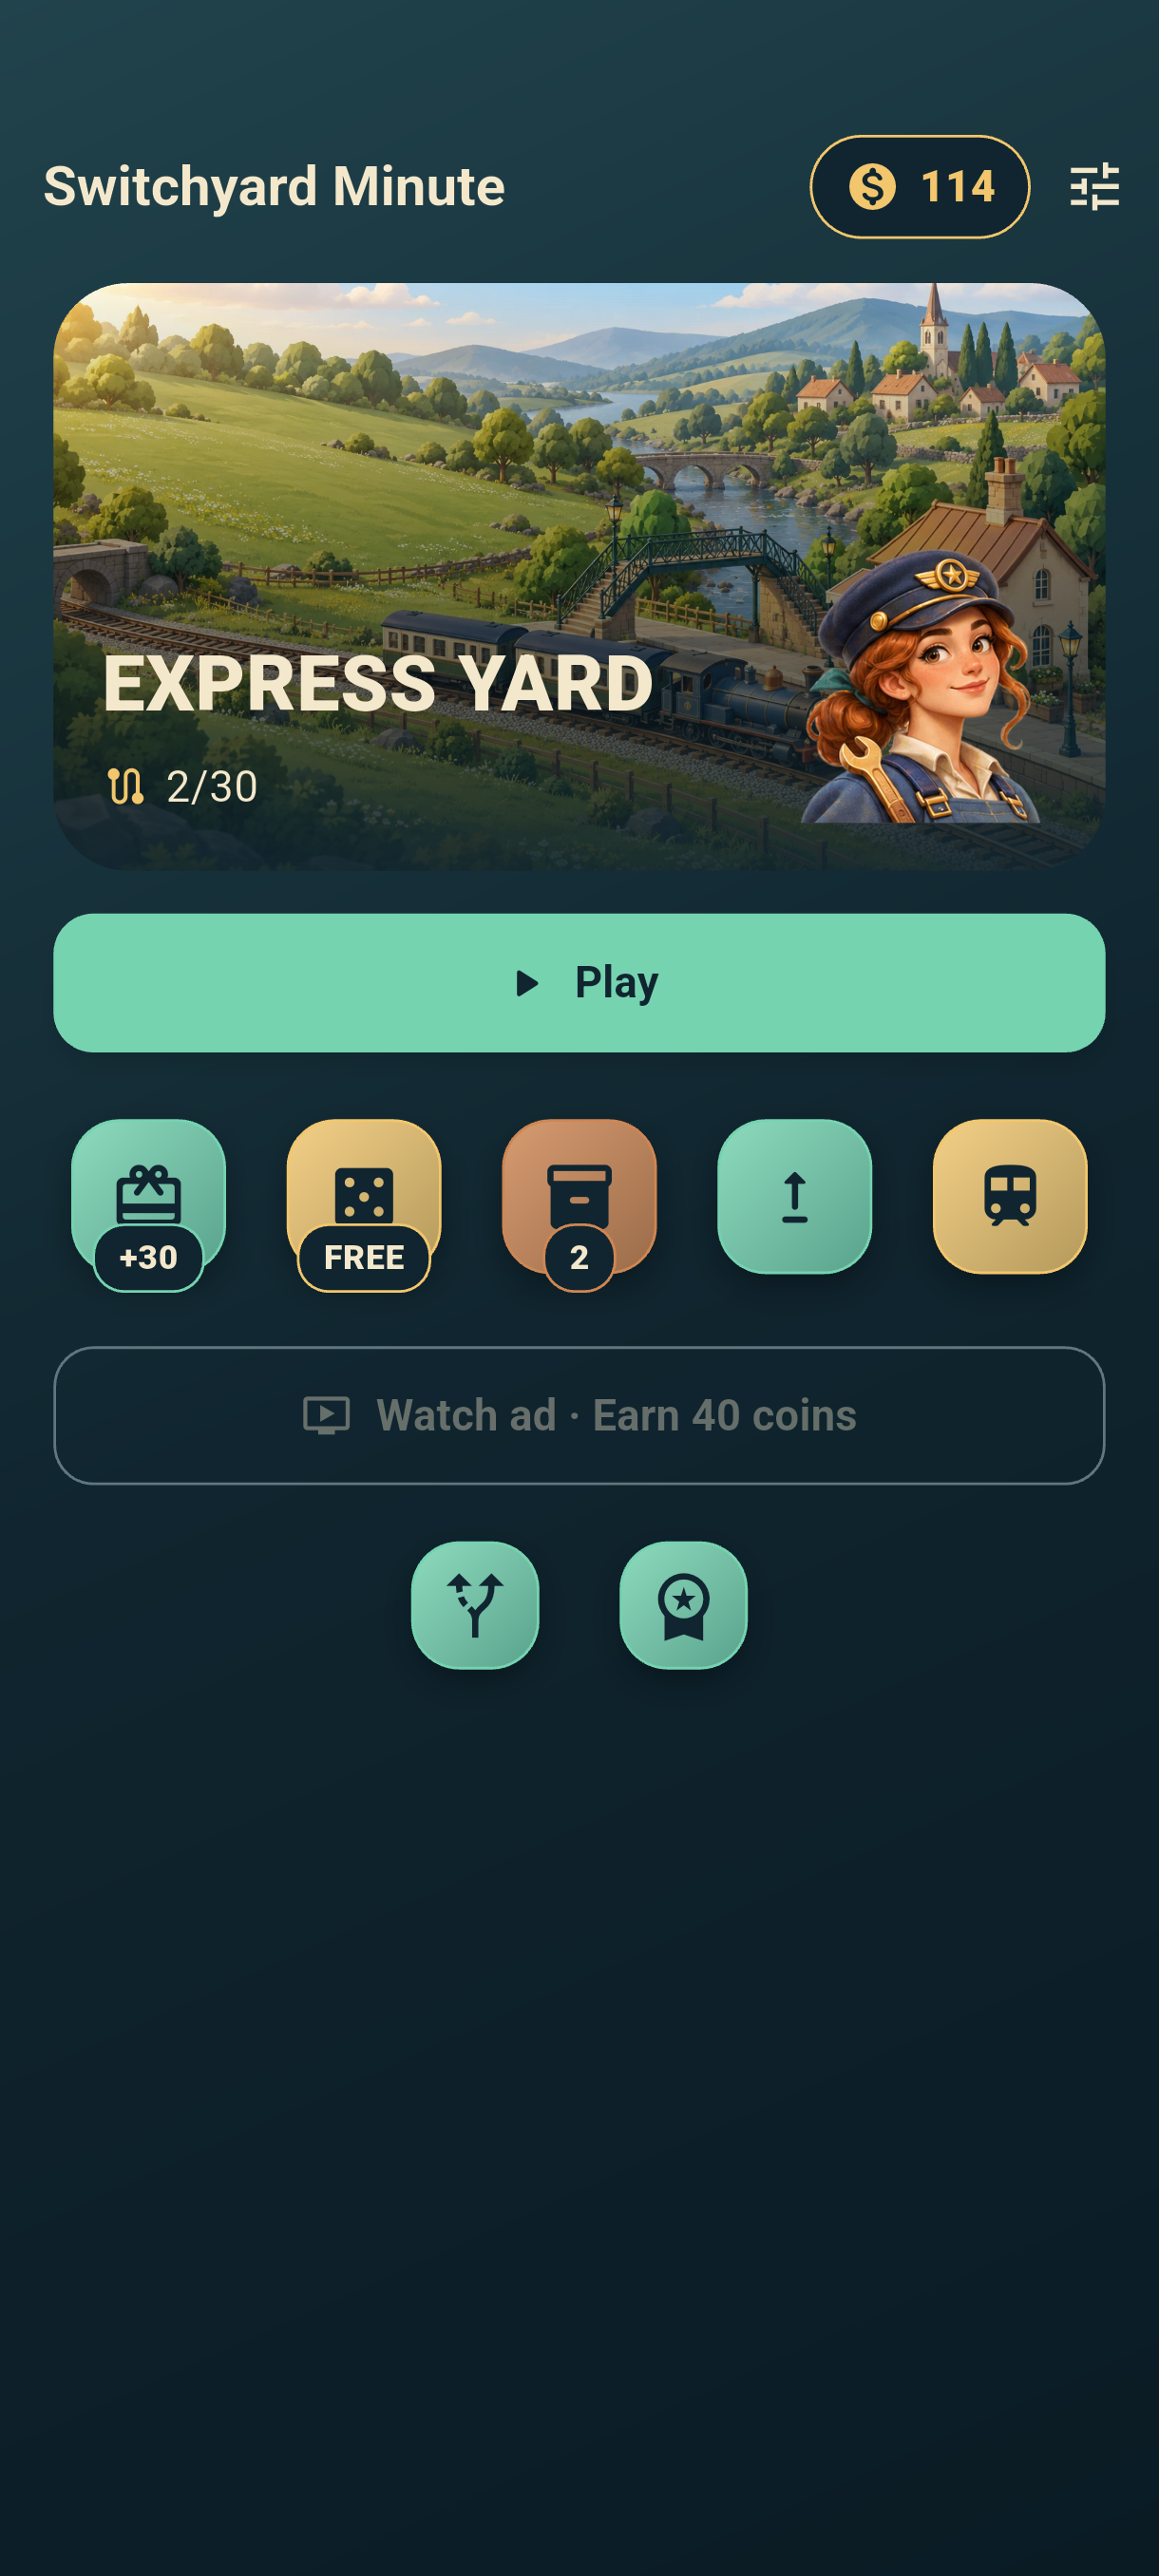 Switchyard Minute
114
EXPRESS YARD
2/30
Play
+30
FREE
2
Watch ad · Earn 40 coins